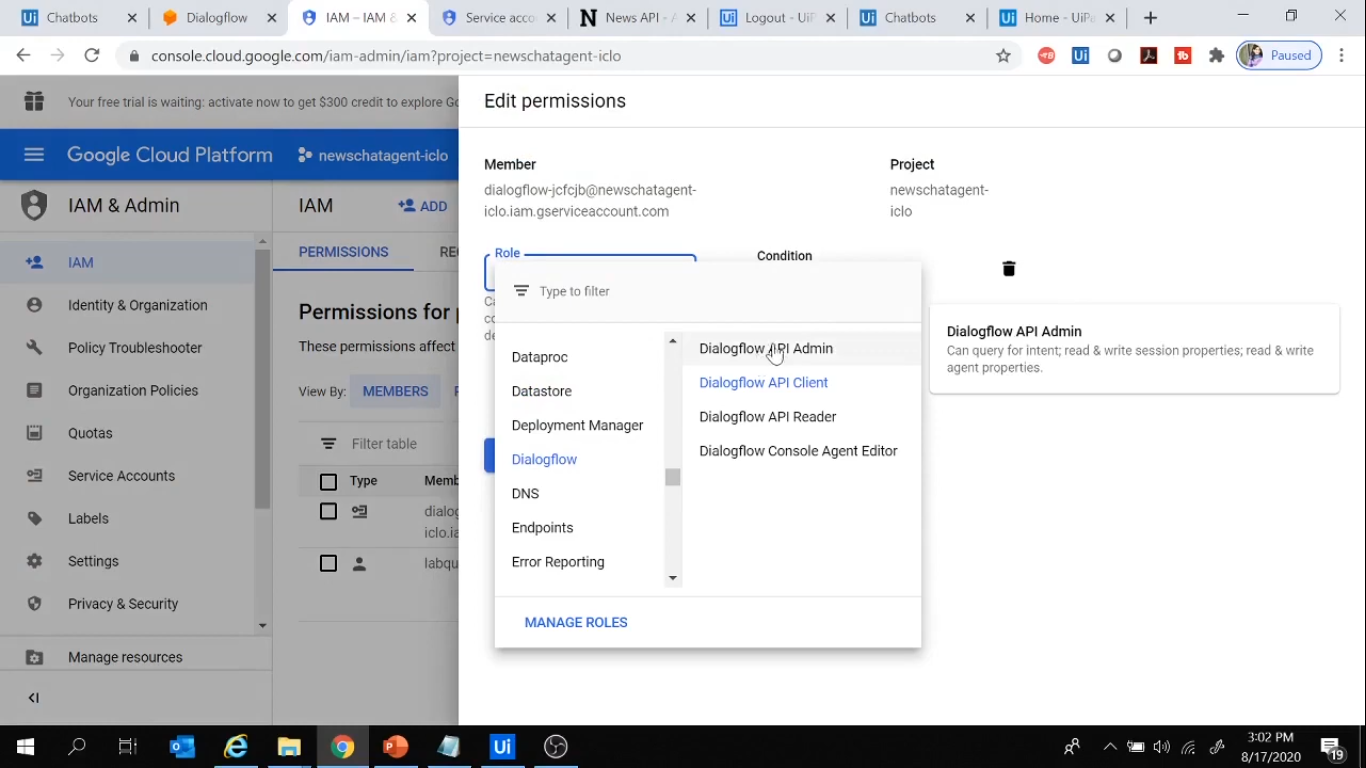 Chatbots
Dialogflow
IAM – IAM &
Service acco
News API - A
Logout - UiP
Chatbots
Home - UiPa
console.cloud.google.com/iam-admin/iam?project=newschatagent-iclo
Paused
Your free trial is waiting: activate now to get $300 credit to explore Go
Edit permissions
Google Cloud Platform
newschatagent-iclo
Member
Project
dialogflow-jcfcjb@newschatagent-
iclo.iam.gserviceaccount.com
newschatagent-
iclo
IAM & Admin
IAM
ADD
Role
Condition
PERMISSIONS
RE
IAM
Identity & Organization
Policy Troubleshooter
Organization Policies
Quotas
Service Accounts
Labels
Settings
Privacy & Security
Manage resources
Permissions for p
These permissions affect
View By:
MEMBERS
Filter table
Type
Memb
dialog
iclo.ia
labqu
Type to filter
Dataproc
Datastore
Deployment Manager
Dialogflow
DNS
Endpoints
Error Reporting
Dialogflow API Admin
Dialogflow API Client
Dialogflow API Reader
Dialogflow Console Agent Editor
MANAGE ROLES
Dialogflow API Admin
Can query for intent; read & write session properties; read & write
agent properties.
3:02 PM
8/17/2020
19